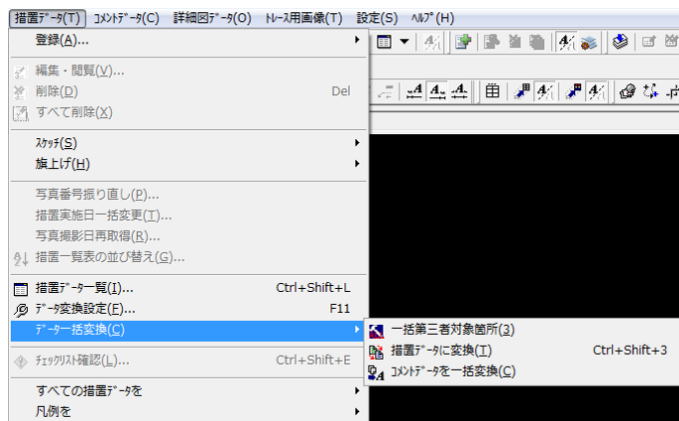 措置ﾃﾞｰﾀ(T) ｺﾒﾝﾄﾃﾞｰﾀ(C) 詳細図ﾃﾞｰﾀ(O) ﾄﾚｰｽ用画像(T) 設定(S) ﾍﾙﾌﾟ(H)
登録(A)...
編集・閲覧(V)...
削除(D) Del
すべて削除(X)
ｽｹｯﾁ(S)
旗上げ(H)
写真番号振り直し(P)...
措置実施日一括変更(T)...
写真撮影日再取得(R)...
措置一覧表の並び替え(G)...
措置ﾃﾞｰﾀ一覧(I)... Ctrl+Shift+L
ﾃﾞｰﾀ変換設定(F)... F11
ﾃﾞｰﾀ一括変換(C)
一括第三者対象箇所(3)
措置ﾃﾞｰﾀに変換(T) Ctrl+Shift+3
ｺﾒﾝﾄﾃﾞｰﾀを一括変換(C)
ﾁｪｯｸﾘｽﾄ確認(L)... Ctrl+Shift+E
すべての措置ﾃﾞｰﾀを
凡例を